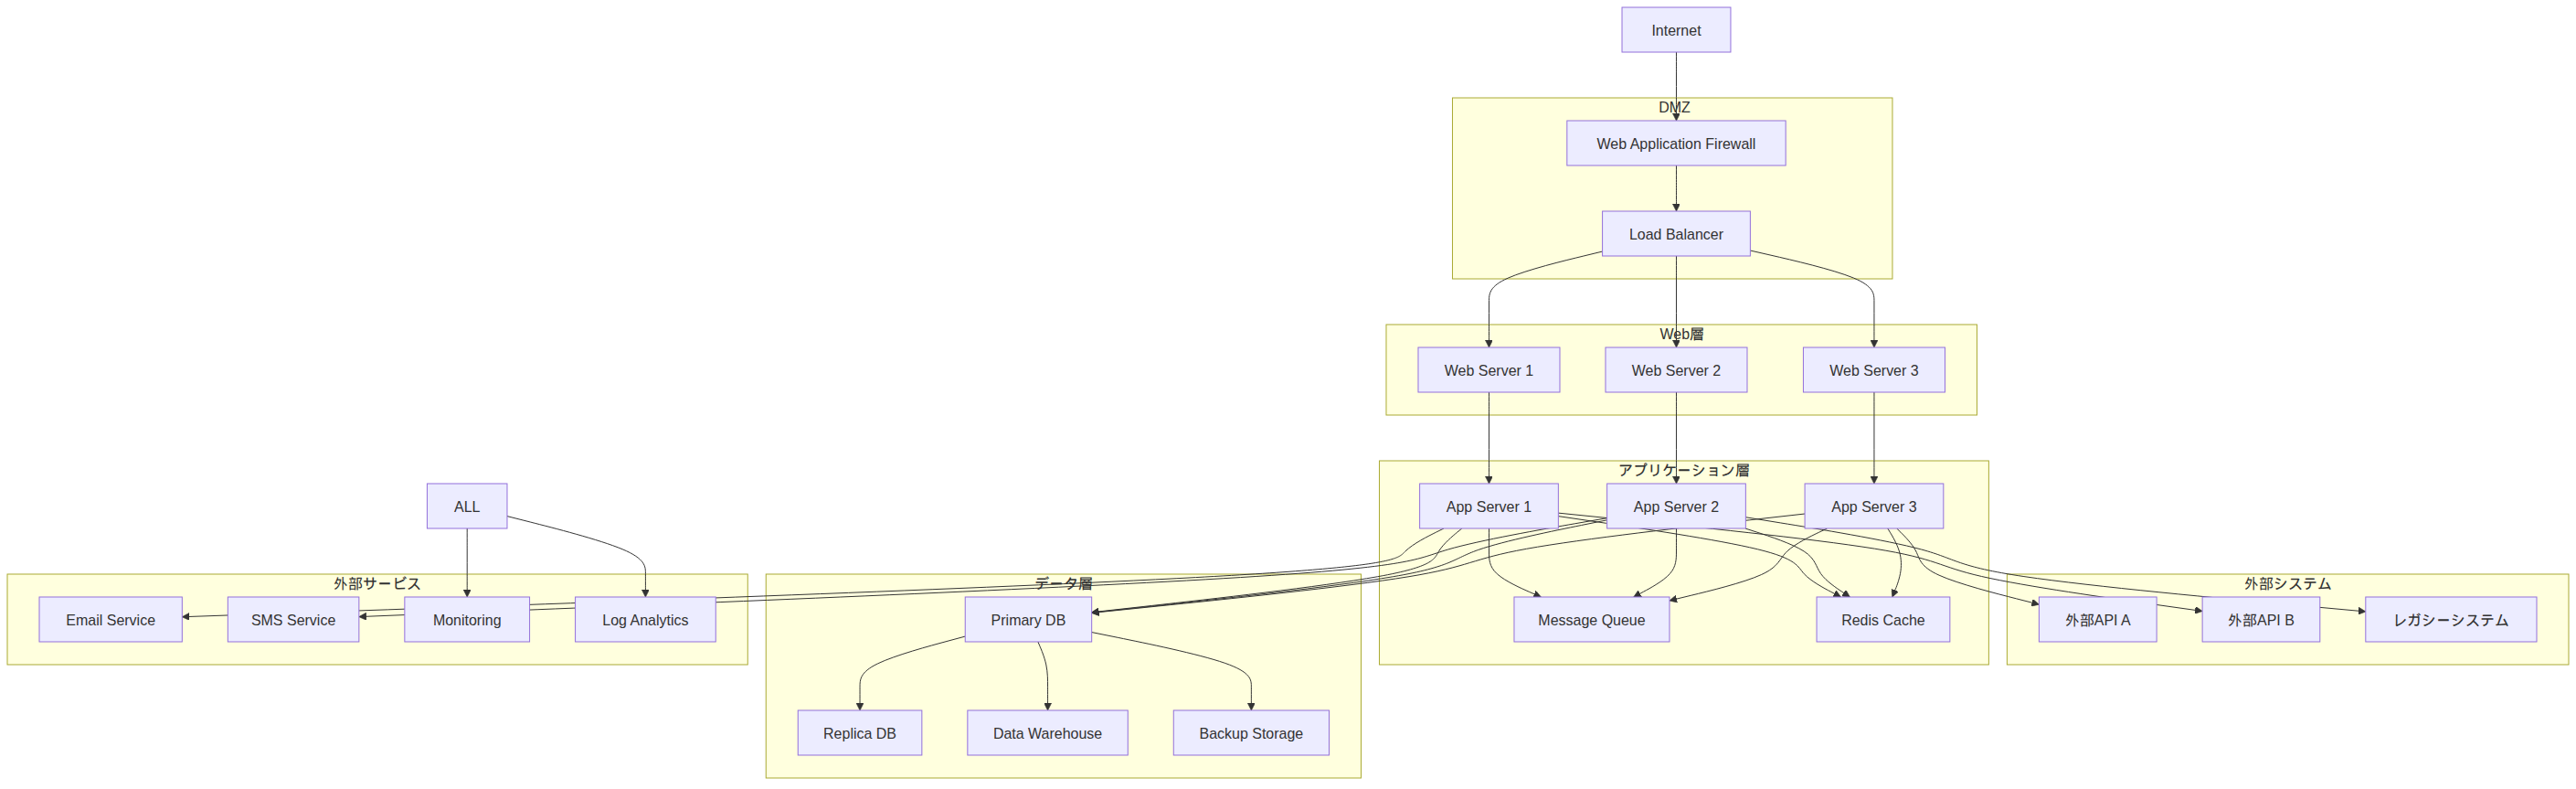 Internet
DMZ
Web Application Firewall
Load Balancer
Web層
Web Server 1
Web Server 2
Web Server 3
アプリケーション層
ALL
App Server 1
App Server 2
App Server 3
外部サービス
データ層
外部システム
Email Service
SMS Service
Monitoring
Log Analytics
Primary DB
Message Queue
Redis Cache
外部API A
外部API B
レガシーシステム
Replica DB
Data Warehouse
Backup Storage